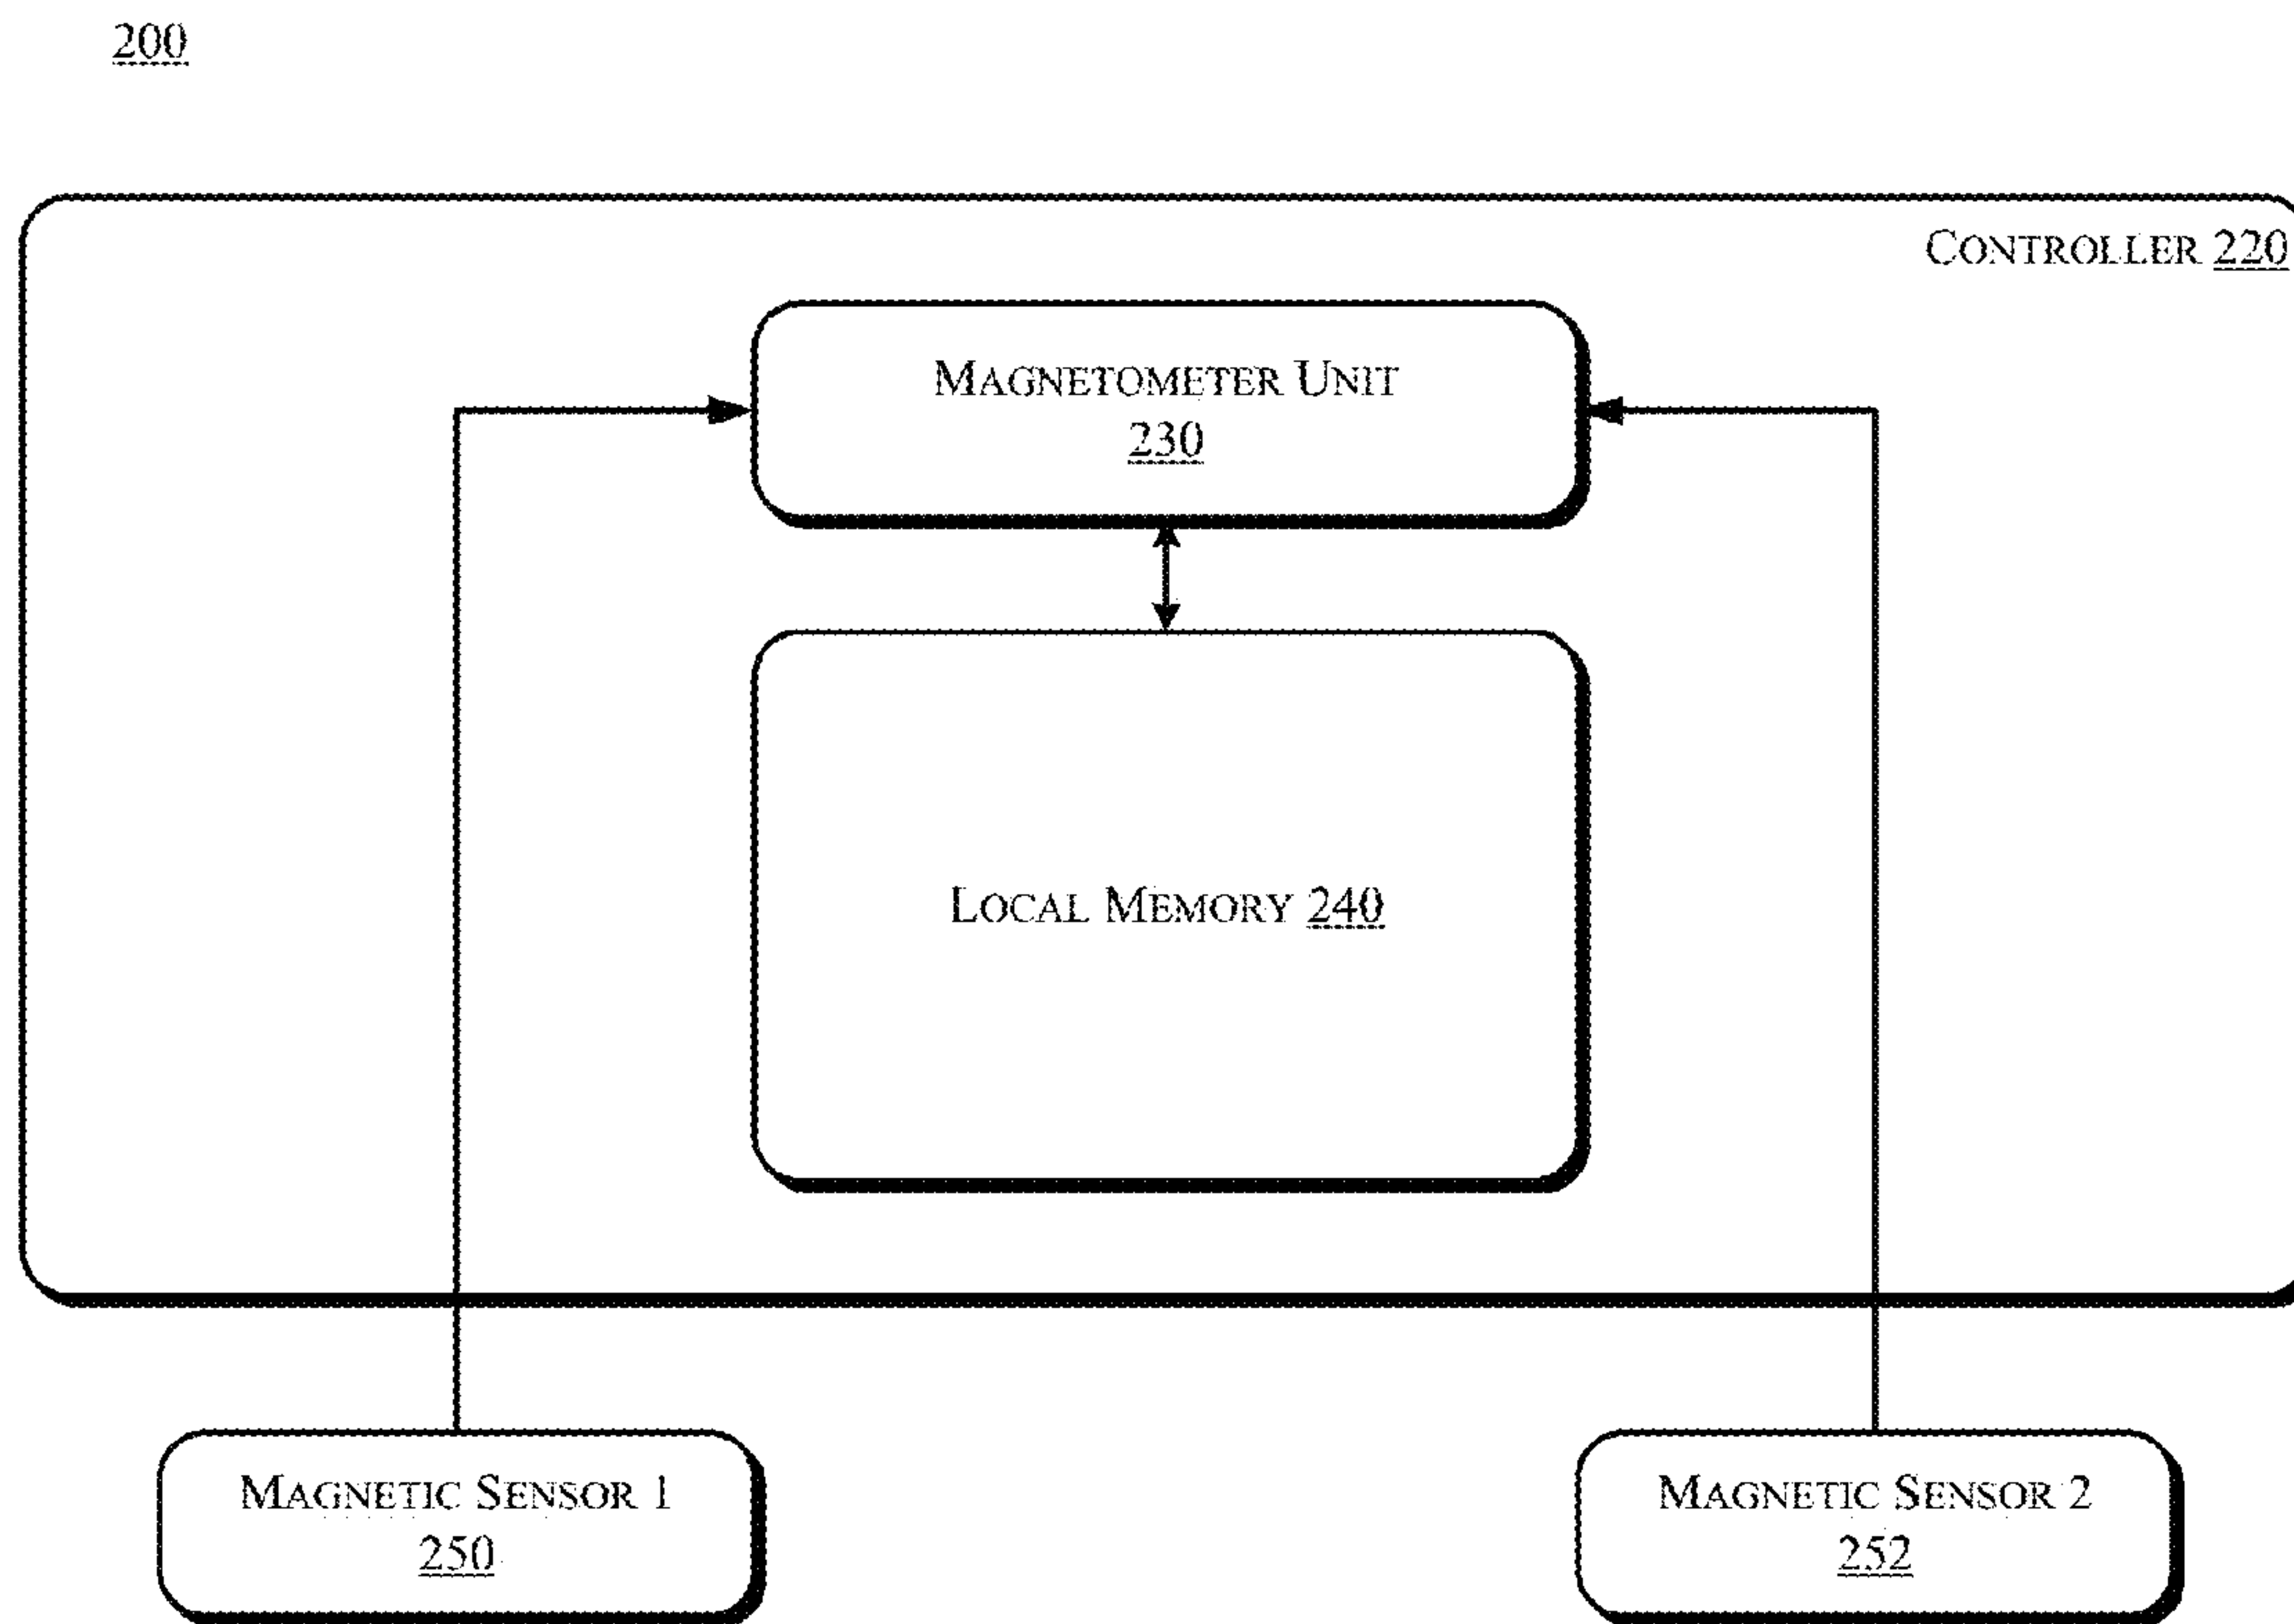 200
CONTROLLER 220
MAGNETOMETER UNIT
230
LOCAL MEMORY 240
MAGNETIC SENSOR 1
250
MAGNETIC SENSOR 2
252